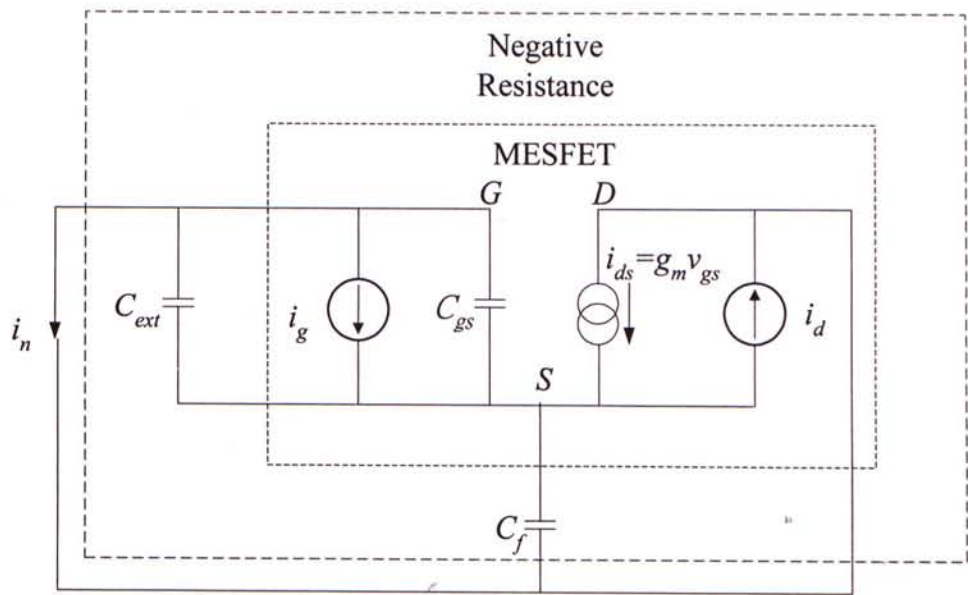 Negative
Resistance
MESFET
G D
i_ds=g_m v_gs
C_ext
i_g
C_gs
i_d
i_n
S
C_f